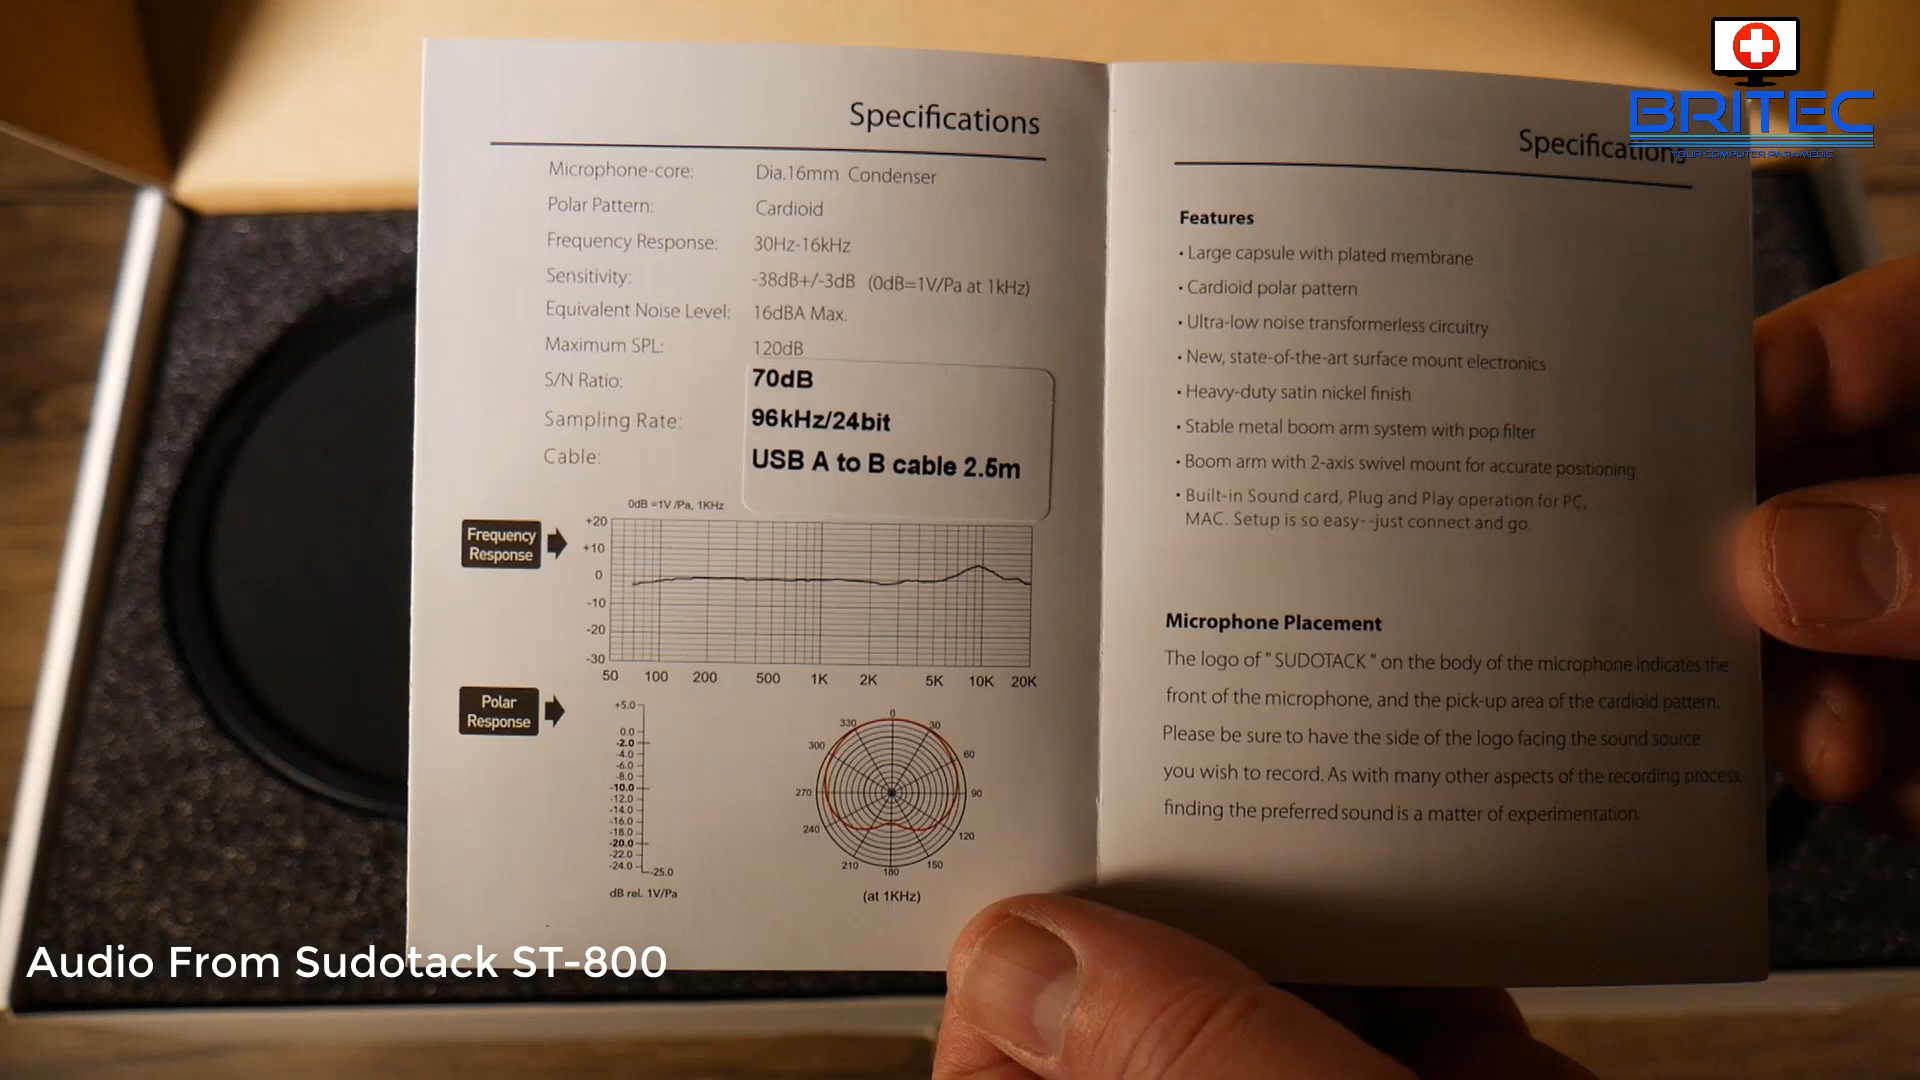 BRITEC
YOUR COMPUTER PARAMEDIC
Specifications
Microphone-core: Dia.16mm Condenser
Polar Pattern: Cardioid
Frequency Response: 30Hz-16kHz
Sensitivity: -38dB+/-3dB (0dB=1V/Pa at 1kHz)
Equivalent Noise Level: 16dBA Max.
Maximum SPL: 120dB
S/N Ratio: 70dB
Sampling Rate: 96kHz/24bit
Cable: USB A to B cable 2.5m
0dB =1V /Pa, 1KHz
Frequency
Response
+20
+10
0
-10
-20
-30
50 100 200 500 1K 2K 5K 10K 20K
Polar
Response
+5.0
0.0
-2.0
-4.0
-6.0
-8.0
-10.0
-12.0
-14.0
-16.0
-18.0
-20.0
-22.0
-24.0
-25.0
dB rel. 1V/Pa
0
330 30
300 60
270 90
240 120
210 150
180
(at 1KHz)
Specifications
Features
• Large capsule with plated membrane
• Cardioid polar pattern
• Ultra-low noise transformerless circuitry
• New, state-of-the-art surface mount electronics
• Heavy-duty satin nickel finish
• Stable metal boom arm system with pop filter
• Boom arm with 2-axis swivel mount for accurate positioning
• Built-in Sound card, Plug and Play operation for PC,
MAC. Setup is so easy--just connect and go.
Microphone Placement
The logo of " SUDOTACK " on the body of the microphone indicates the
front of the microphone, and the pick-up area of the cardioid pattern.
Please be sure to have the side of the logo facing the sound source
you wish to record. As with many other aspects of the recording process,
finding the preferred sound is a matter of experimentation.
Audio From Sudotack ST-800